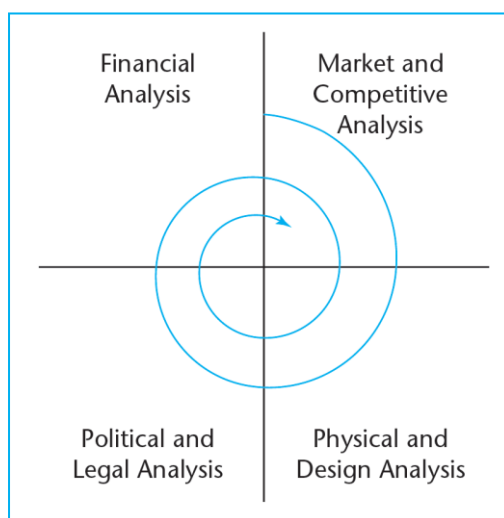 Financial
Analysis
Market and
Competitive
Analysis
Political and
Legal Analysis
Physical and
Design Analysis